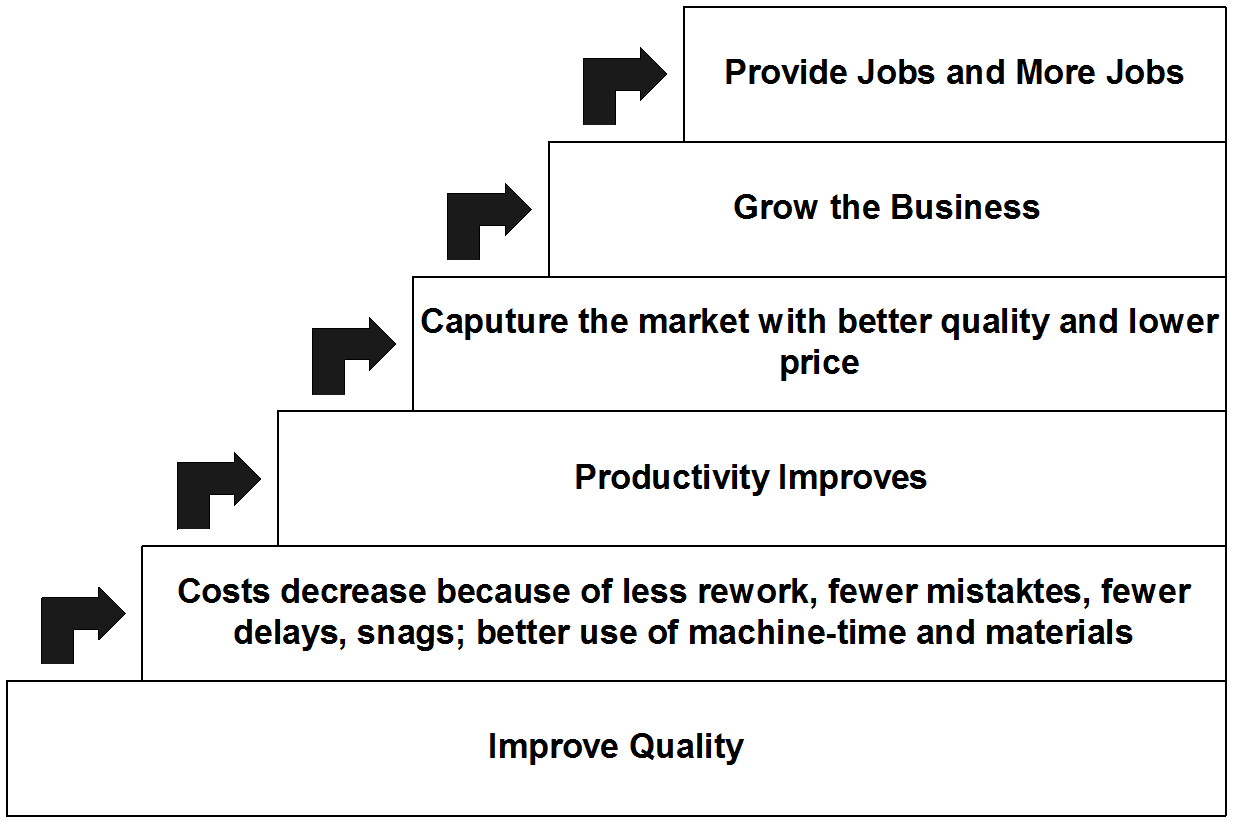 Provide Jobs and More Jobs
Grow the Business
Caputure the market with better quality and lower
price
Productivity Improves
Costs decrease because of less rework, fewer mistaktes, fewer
delays, snags; better use of machine-time and materials
Improve Quality